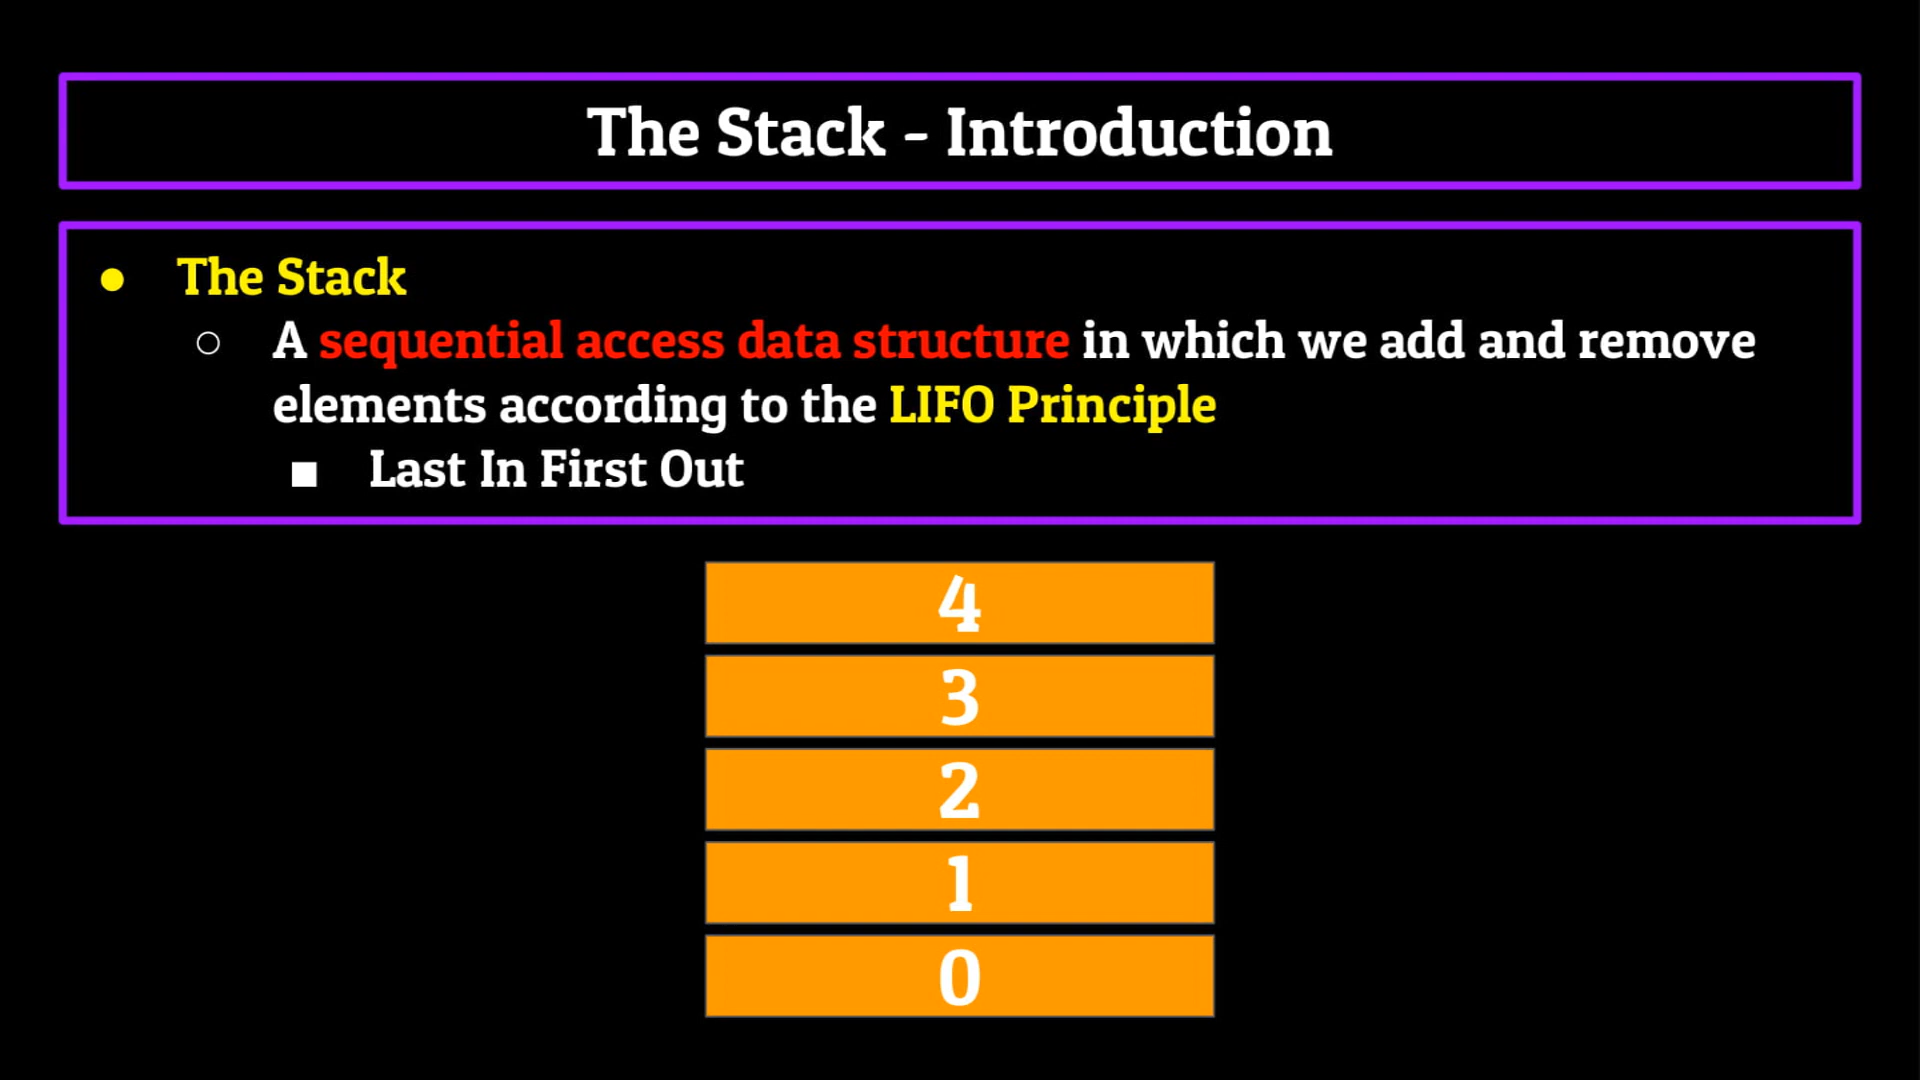 The Stack - Introduction
● The Stack
○ A sequential access data structure in which we add and remove
elements according to the LIFO Principle
■ Last In First Out
4
3
2
1
0